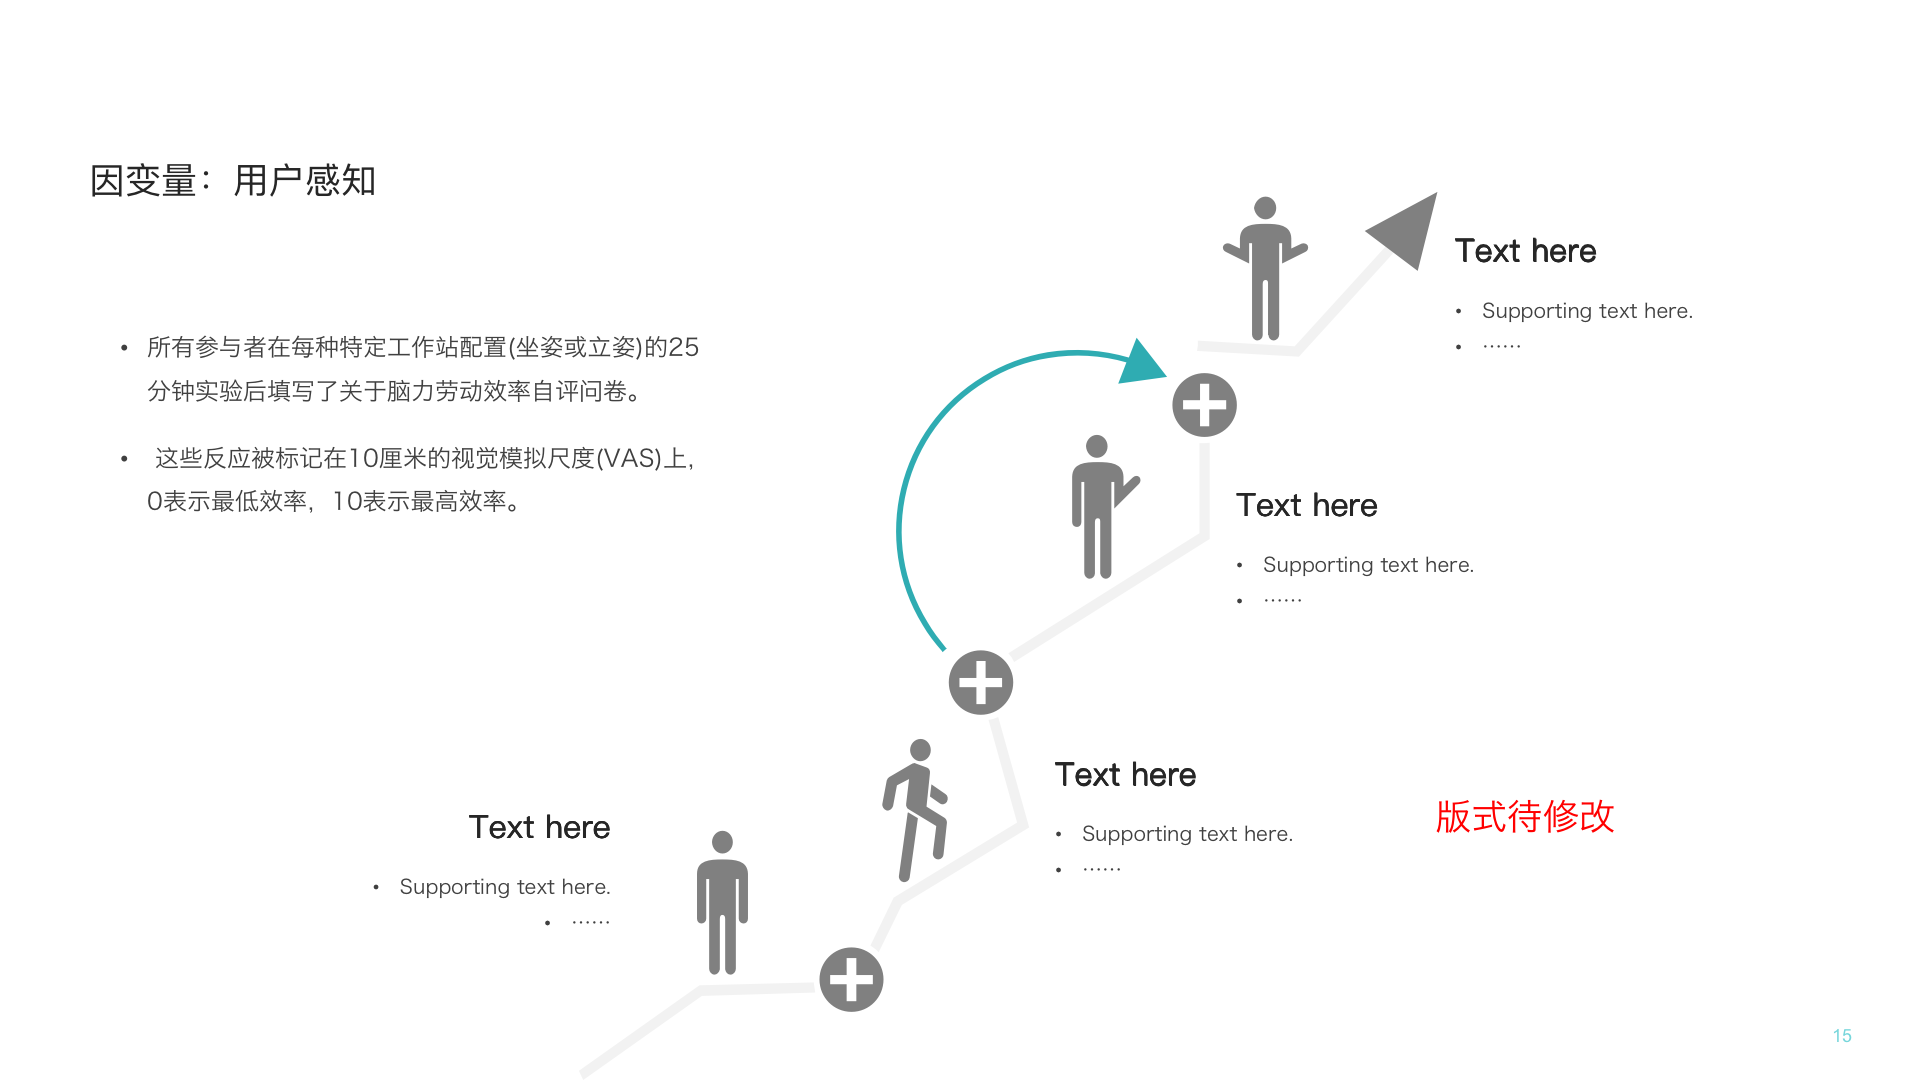 因变量：用户感知
• 所有参与者在每种特定工作站配置(坐姿或立姿)的25
分钟实验后填写了关于脑力劳动效率自评问卷。
• 这些反应被标记在10厘米的视觉模拟尺度(VAS)上，
0表示最低效率，10表示最高效率。
Text here
• Supporting text here.
• ……
Text here
• Supporting text here.
• ……
Text here
• Supporting text here.
• ……
版式待修改
Text here
• Supporting text here.
• ……
15